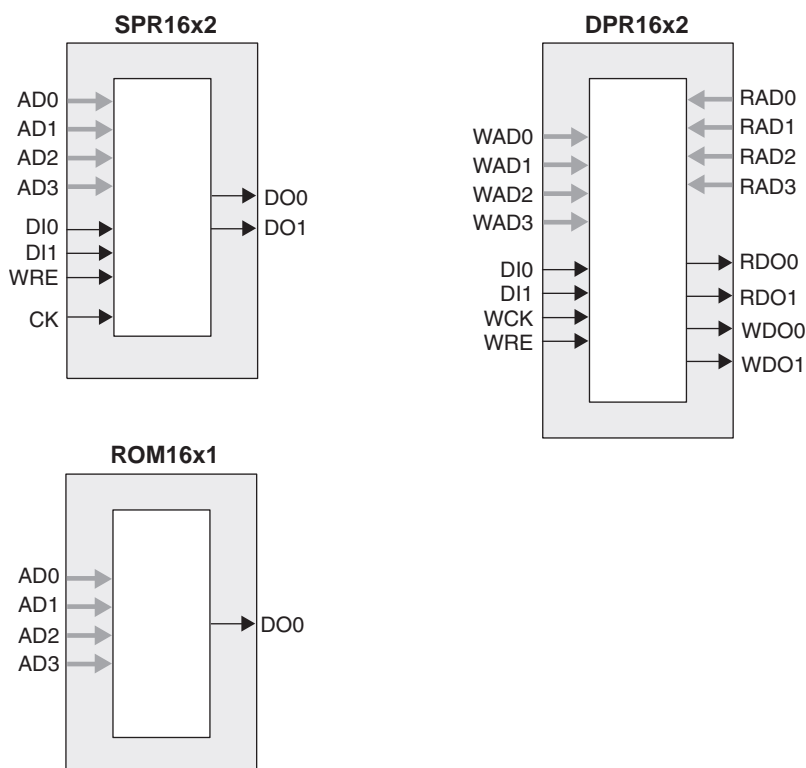 SPR16x2
AD0
AD1
AD2
AD3
DI0
DI1
WRE
CK
DO0
DO1
DPR16x2
WAD0
WAD1
WAD2
WAD3
DI0
DI1
WCK
WRE
RAD0
RAD1
RAD2
RAD3
RDO0
RDO1
WDO0
WDO1
ROM16x1
AD0
AD1
AD2
AD3
DO0